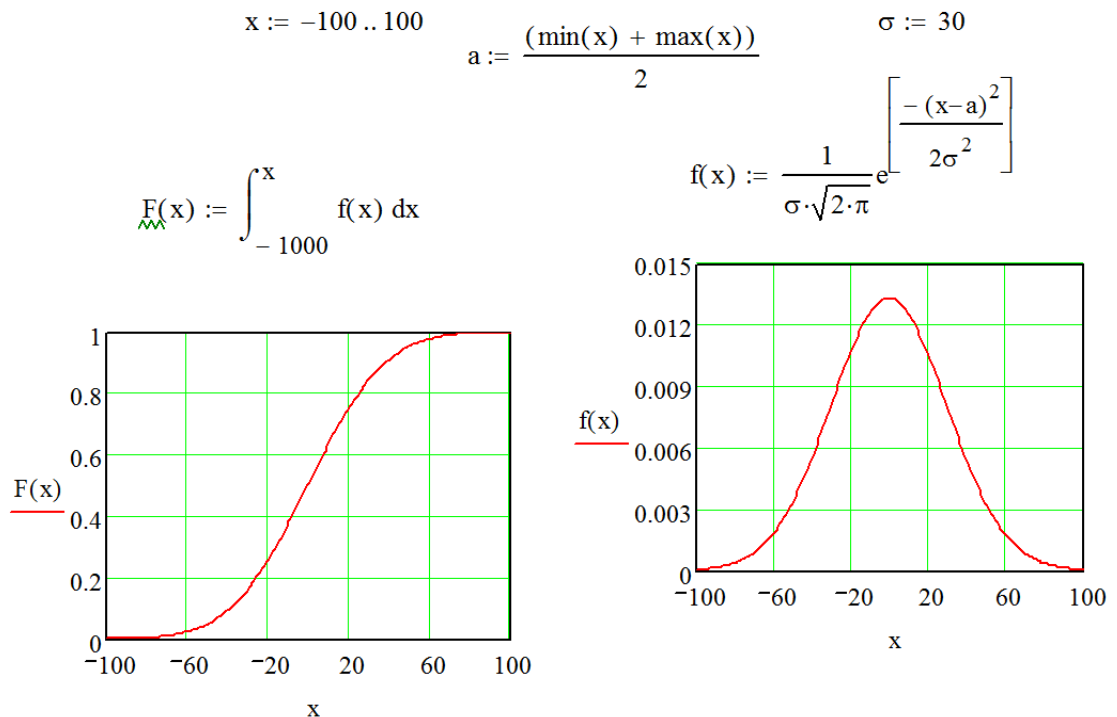 x := −100 .. 100
a := (min(x) + max(x)) / 2
σ := 30
F(x) := ∫_{−1000}^{x} f(x) dx
f(x) := 1 / (σ·√(2·π)) e^[−(x−a)^2 / 2σ^2]
1
0.8
0.6
F(x)
0.4
0.2
0
−100 −60 −20 20 60 100
x
0.015
0.012
0.009
f(x)
0.006
0.003
0
−100 −60 −20 20 60 100
x